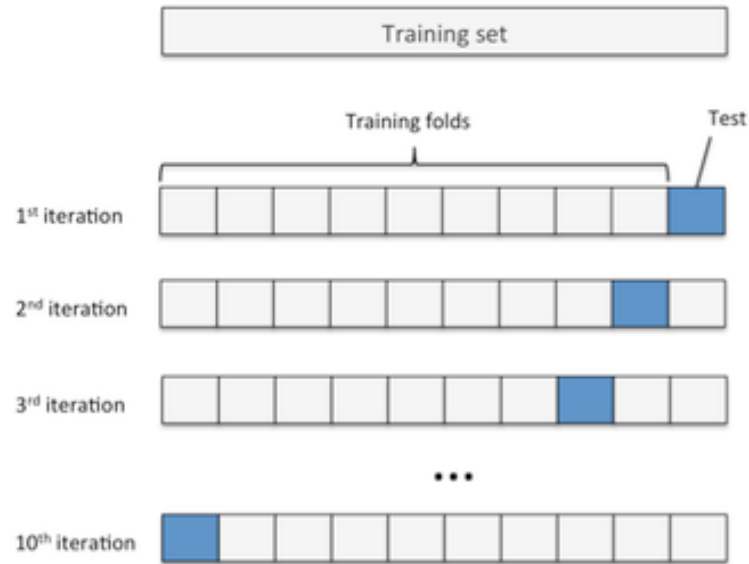 Training set
Training folds
Test
1st iteration
2nd iteration
3rd iteration
...
10th iteration